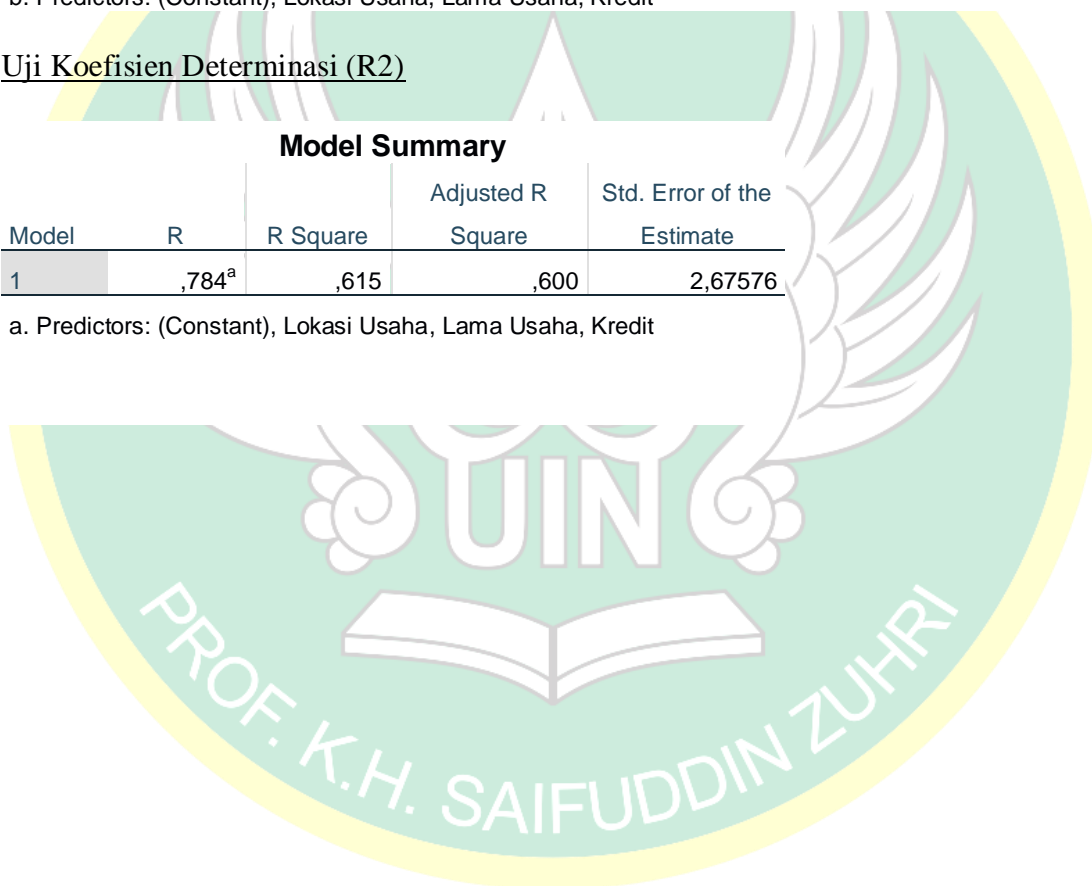 b. Predictors: (Constant), Lokasi Usaha, Lama Usaha, Kredit
Uji Koefisien Determinasi (R2)
Model Summary
Model R R Square Adjusted R Square Std. Error of the Estimate
1 ,784a ,615 ,600 2,67576
a. Predictors: (Constant), Lokasi Usaha, Lama Usaha, Kredit
UIN
PROF. K.H. SAIFUDDIN ZUHRI